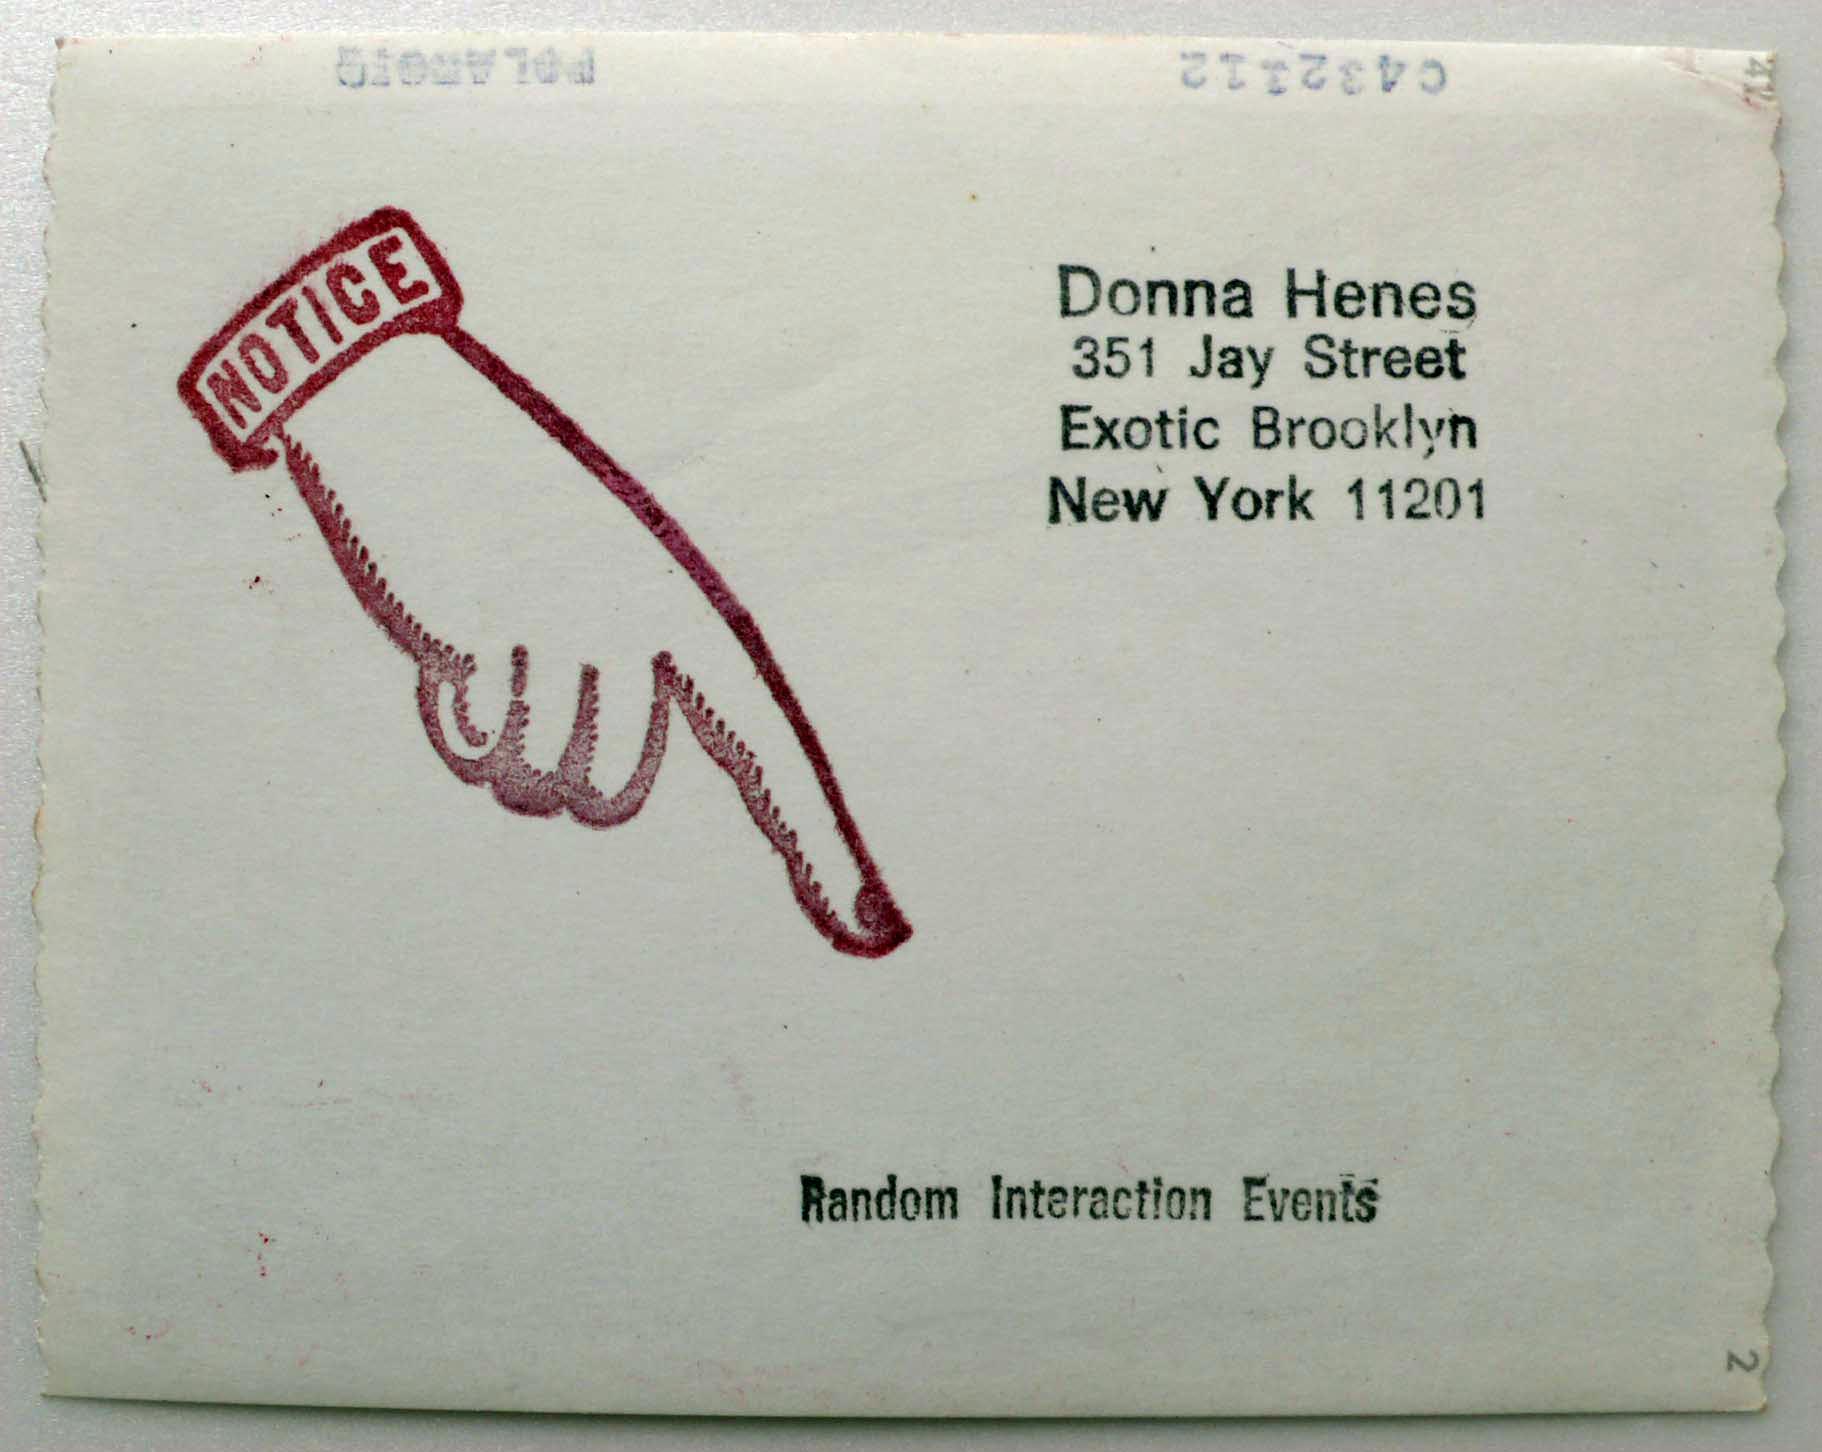 POLAROID C432112
NOTICE
Donna Henes
351 Jay Street
Exotic Brooklyn
New York 11201
Random Interaction Events
2